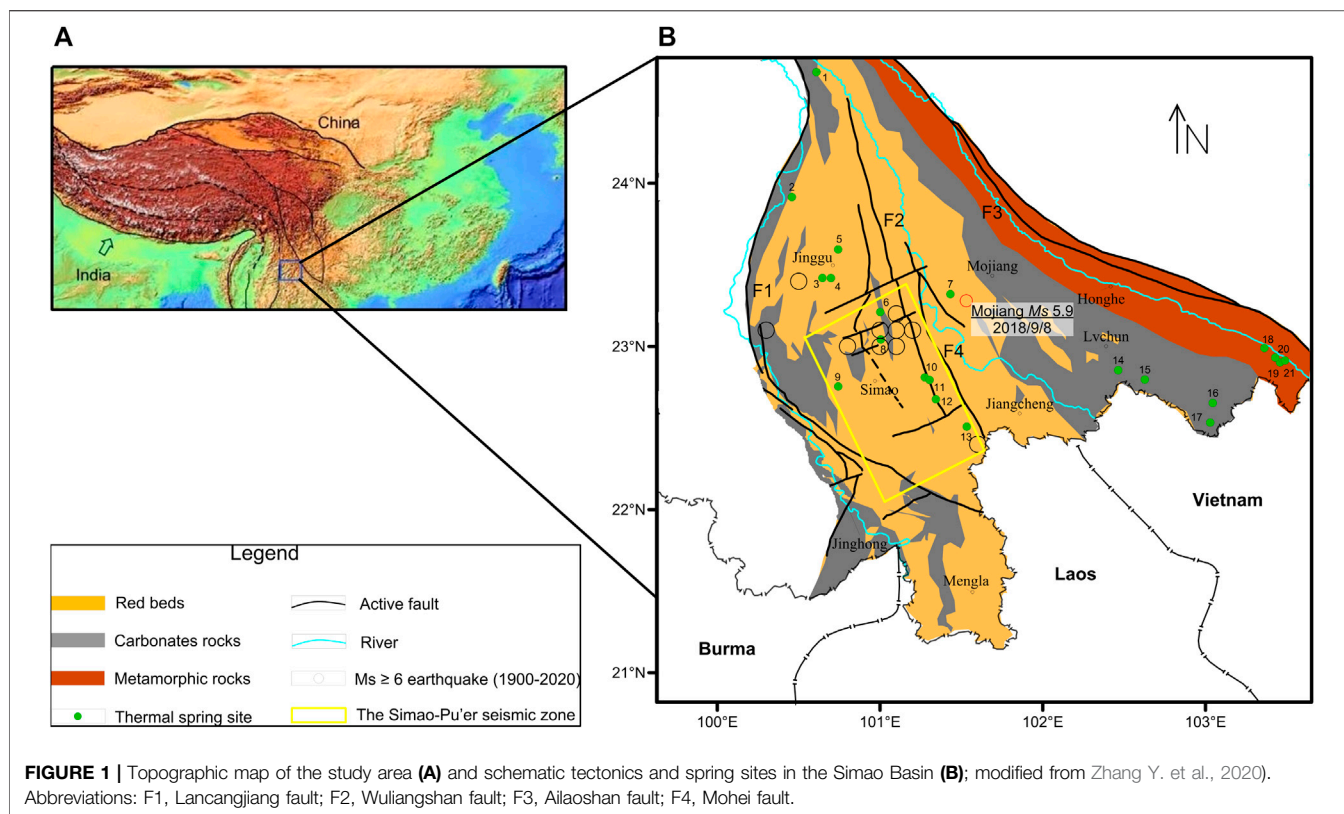 A
B
China
India
N
24°N
23°N
22°N
21°N
100°E
101°E
102°E
103°E
1
2
5
Jinggu
3
4
F2
F3
Mojiang
F1
6
7
Honghe
Mojiang Ms 5.9
2018/9/8
Lvchun
8
F4
18
20
19
21
14
15
9
10
Simao
11
12
16
Jiangcheng
17
13
Vietnam
Jinghong
Mengla
Laos
Burma
Legend
Red beds
Active fault
Carbonates rocks
River
Metamorphic rocks
Ms ≥ 6 earthquake (1900-2020)
Thermal spring site
The Simao-Pu'er seismic zone
FIGURE 1 | Topographic map of the study area (A) and schematic tectonics and spring sites in the Simao Basin (B); modified from Zhang Y. et al., 2020).
Abbreviations: F1, Lancangjiang fault; F2, Wuliangshan fault; F3, Ailaoshan fault; F4, Mohei fault.